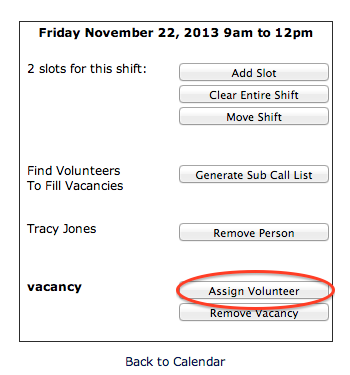 Friday November 22, 2013 9am to 12pm
2 slots for this shift:
Add Slot
Clear Entire Shift
Move Shift
Find Volunteers
To Fill Vacancies
Generate Sub Call List
Tracy Jones
Remove Person
vacancy
Assign Volunteer
Remove Vacancy
Back to Calendar